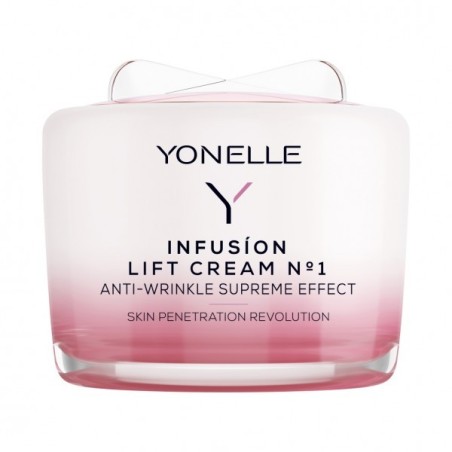 YONELLE
Y
INFUSÍON
LIFT CREAM Nº1
ANTI-WRINKLE SUPREME EFFECT
SKIN PENETRATION REVOLUTION